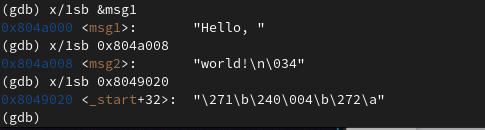 (gdb) x/1sb &msg1
0x804a000 <msg1>:        "Hello, "
(gdb) x/1sb 0x804a008
0x804a008 <msg2>:        "world!\n\034"
(gdb) x/1sb 0x8049020
0x8049020 <_start+32>:  "\271\b\240\004\b\272\a"
(gdb)